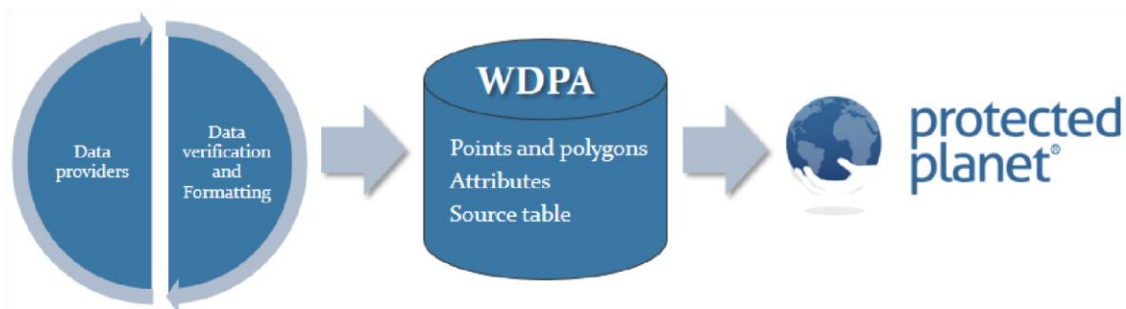 Data
providers
Data
verification
and
Formatting
WDPA
Points and polygons
Attributes
Source table
protected
planet®